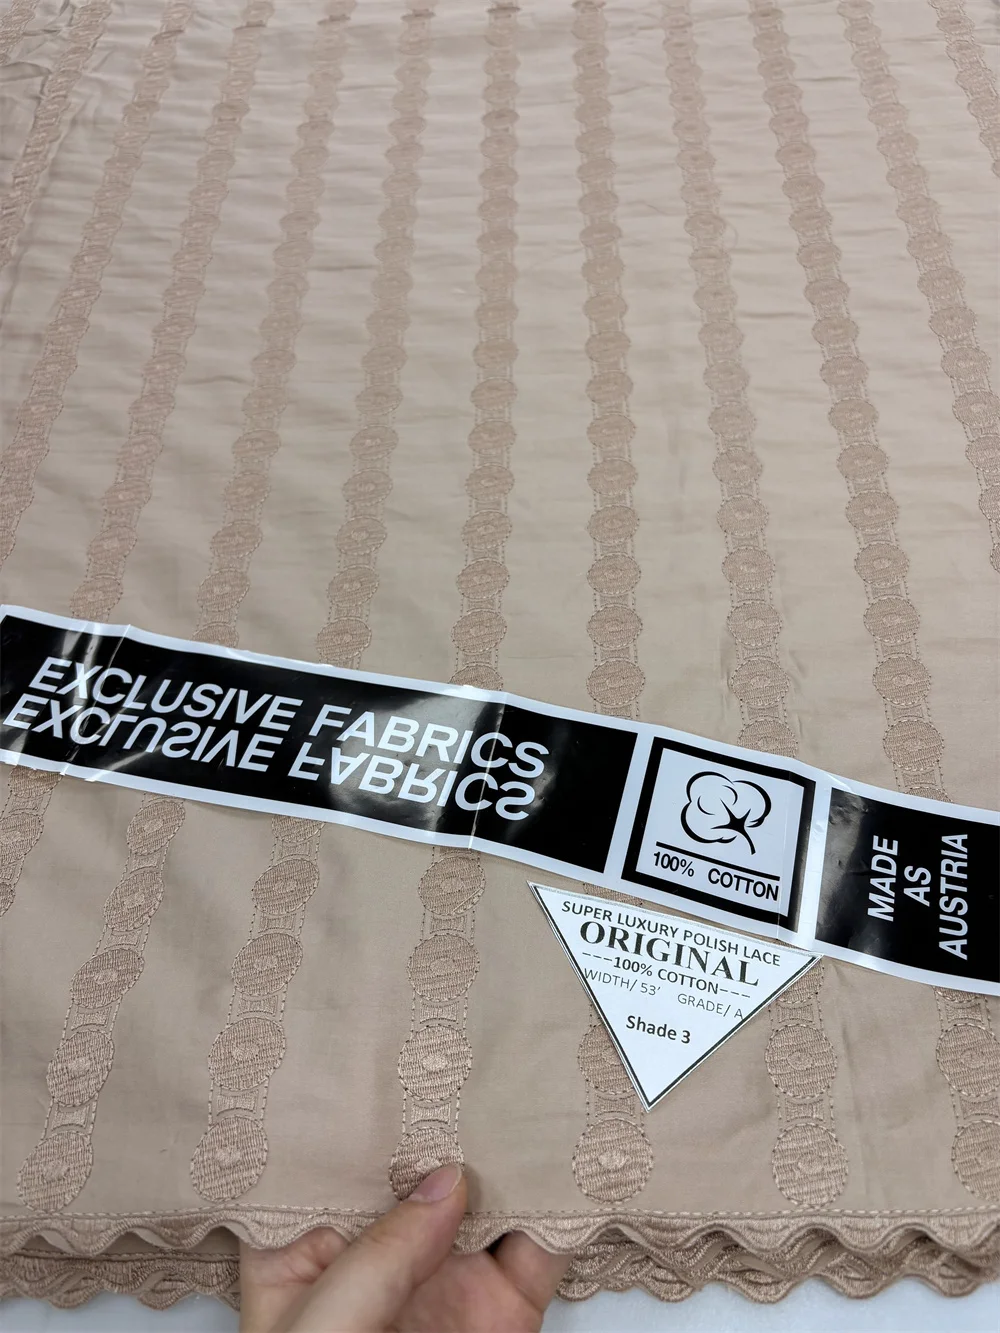 EXCLUSIVE FABRICS
EXCLUSIVE FABRICS
100% COTTON
MADE
AS
AUSTRIA
SUPER LUXURY POLISH LACE
ORIGINAL
---100% COTTON---
WIDTH/ 53' GRADE/ A
Shade 3